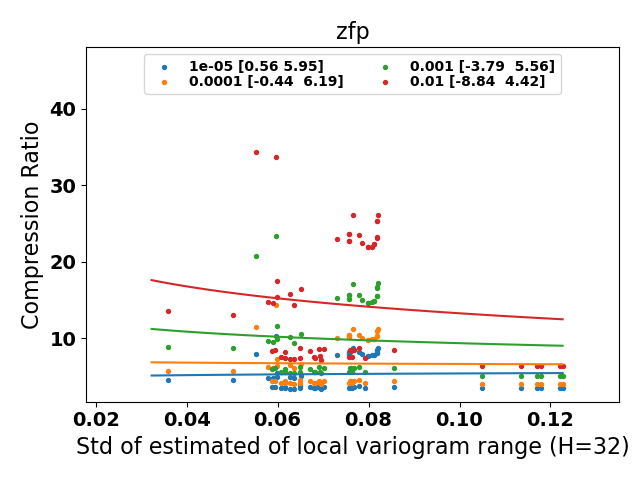 zfp
1e-05 [0.56 5.95]
0.0001 [-0.44  6.19]
0.001 [-3.79  5.56]
0.01 [-8.84  4.42]
Compression Ratio
40
30
20
10
0.02 0.04 0.06 0.08 0.10 0.12
Std of estimated of local variogram range (H=32)